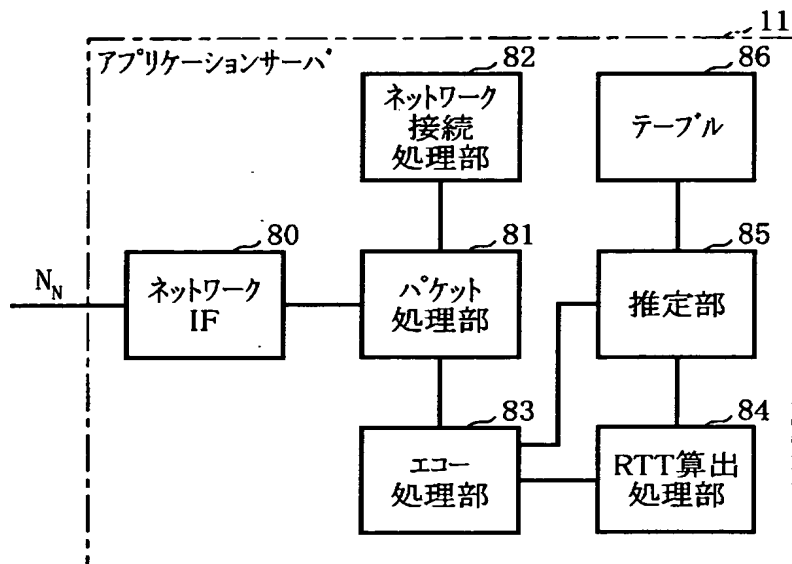 11
アプリケーションサーバ
82
ネットワーク
接続
処理部
86
テーブル
N_N
80
ネットワーク
IF
81
パケット
処理部
85
推定部
83
エコー
処理部
84
RTT算出
処理部